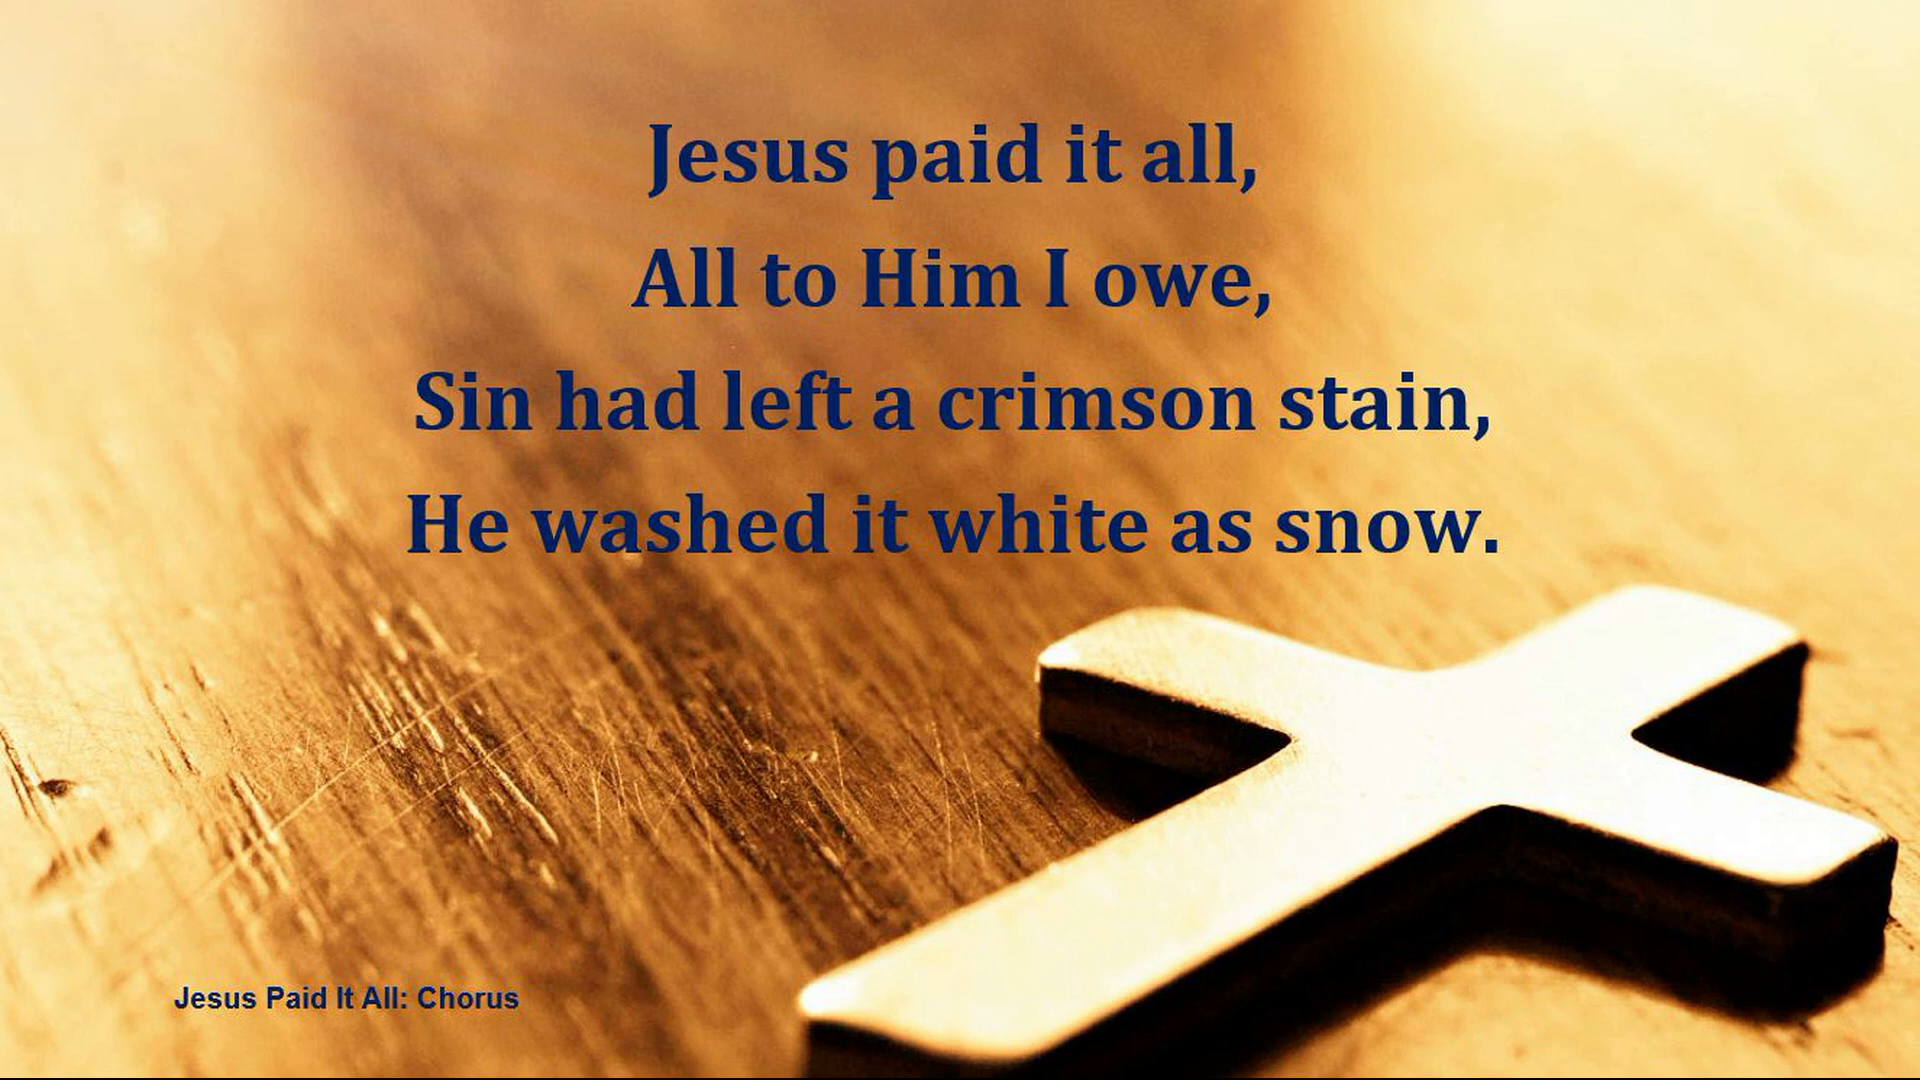 Jesus paid it all,
All to Him I owe,
Sin had left a crimson stain,
He washed it white as snow.
Jesus Paid It All: Chorus